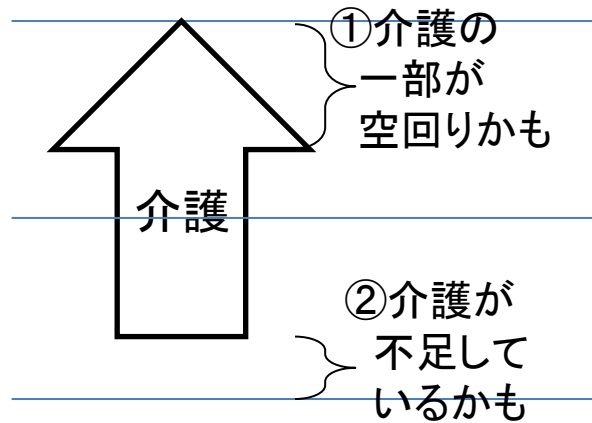 ①介護の
一部が
空回りかも
介護
②介護が
不足して
いるかも